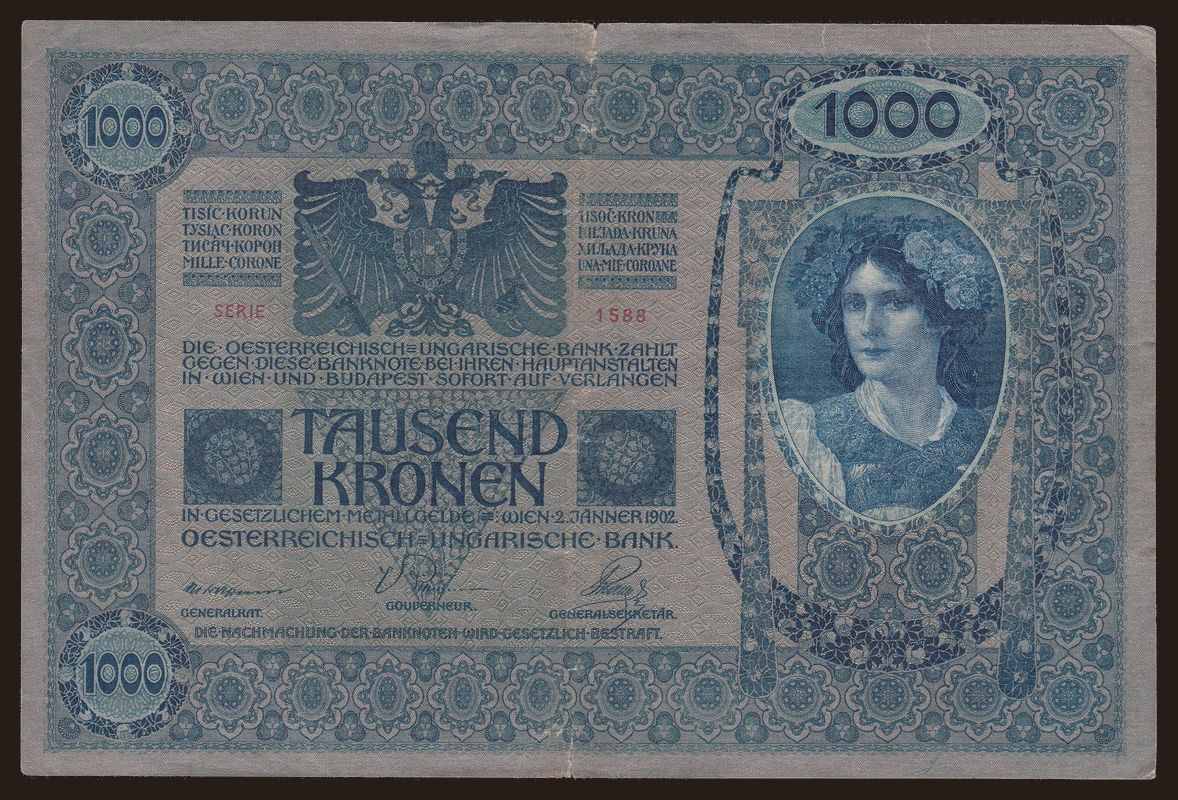 1000
1000
TISÍC·KORUN
TYSIĄC·KORON
ТИСЯЧ·КОРОН
MILLE·CORONE
TISOČ·KRON
HILJADA·KRUNA
ХИЉАДА·КРУНА
UNA·MIE·COROANE
SERIE
1588
DIE·OESTERREICHISCH=UNGARISCHE·BANK·ZAHLT
GEGEN·DIESE·BANKNOTE·BEI·IHREN·HAUPTANSTALTEN
IN·WIEN·UND·BUDAPEST·SOFORT·AUF·VERLANGEN
TAUSEND
KRONEN
IN·GESETZLICHEM·METALLGELDE=:WIEN·2.JÄNNER 1902.
OESTERREICHISCH=UNGARISCHE·BANK.
GENERALRAT.
GOUVERNEUR.
GENERALSEKRETÄR.
DIE·NACHMACHUNG·DER·BANKNOTEN·WIRD·GESETZLICH·BESTRAFT.
1000